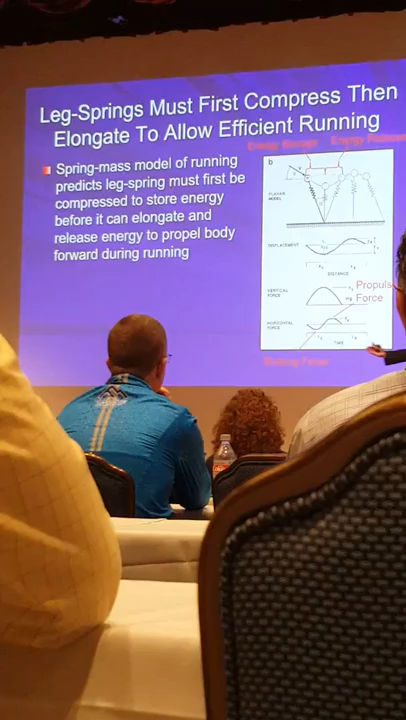 Leg-Springs Must First Compress Then
Elongate To Allow Efficient Running
Spring-mass model of running
predicts leg-spring must first be
compressed to store energy
before it can elongate and
release energy to propel body
forward during running
Energy Storage Energy Release
b
PLANAR
MODEL
DISPLACEMENT
DISTANCE
VERTICAL
FORCE
Propuls
Force
HORIZONTAL
FORCE
TIME
Braking Force